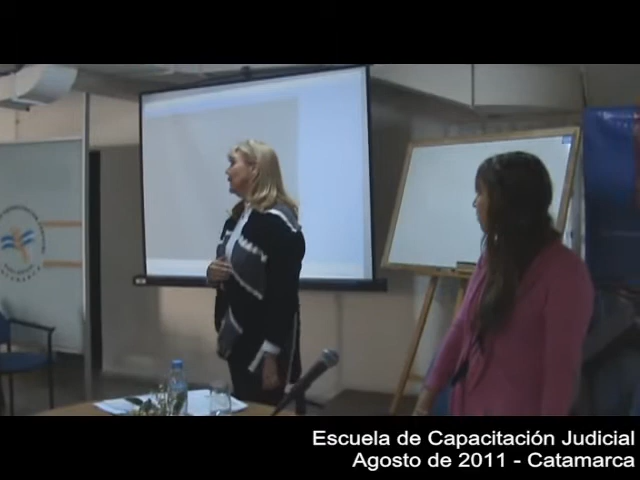 Escuela de Capacitación Judicial
Agosto de 2011 - Catamarca